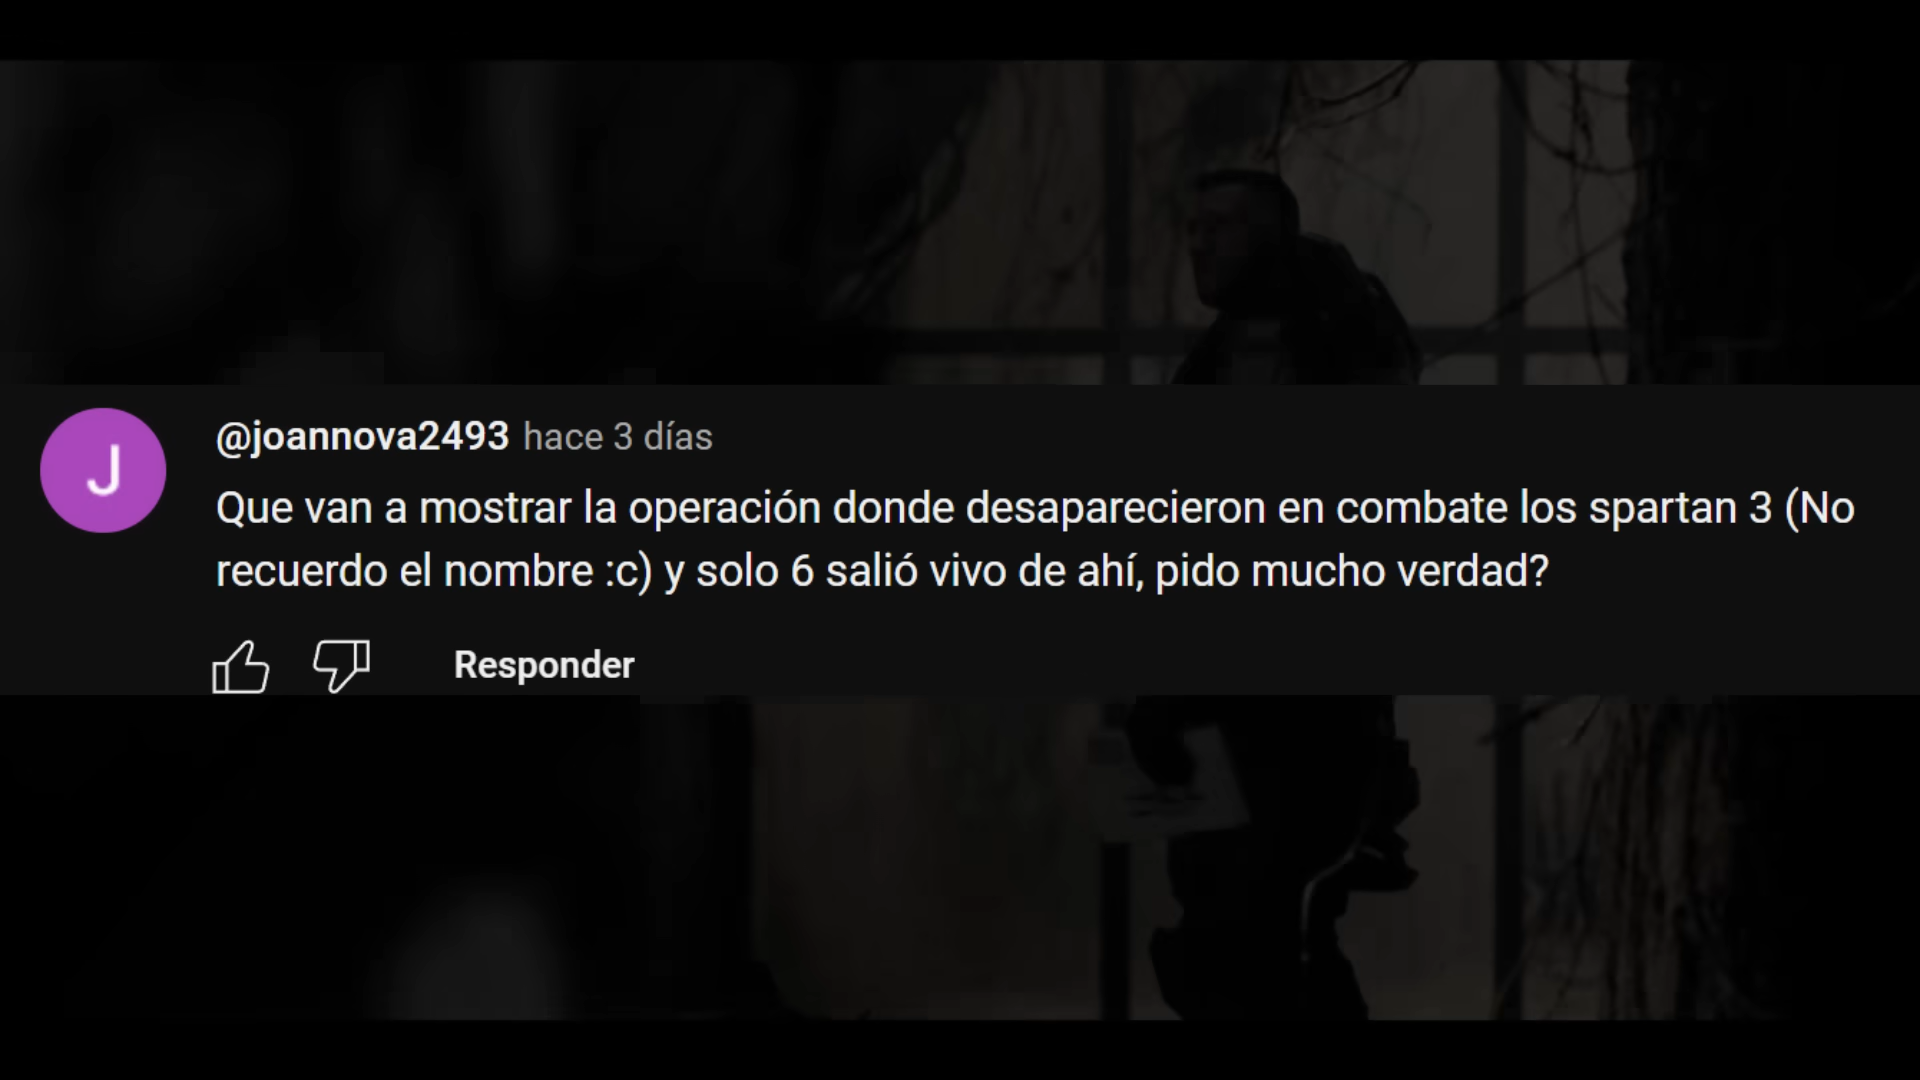 J
@joannova2493 hace 3 días
Que van a mostrar la operación donde desaparecieron en combate los spartan 3 (No
recuerdo el nombre :c) y solo 6 salió vivo de ahí, pido mucho verdad?
Responder